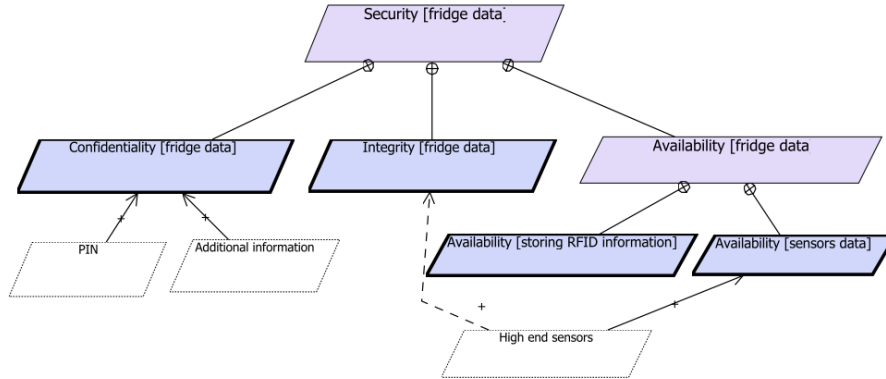 Security [fridge data]
Confidentiality [fridge data]
Integrity [fridge data]
Availability [fridge data
PIN
Additional information
Availability [storing RFID information]
Availability [sensors data]
High end sensors